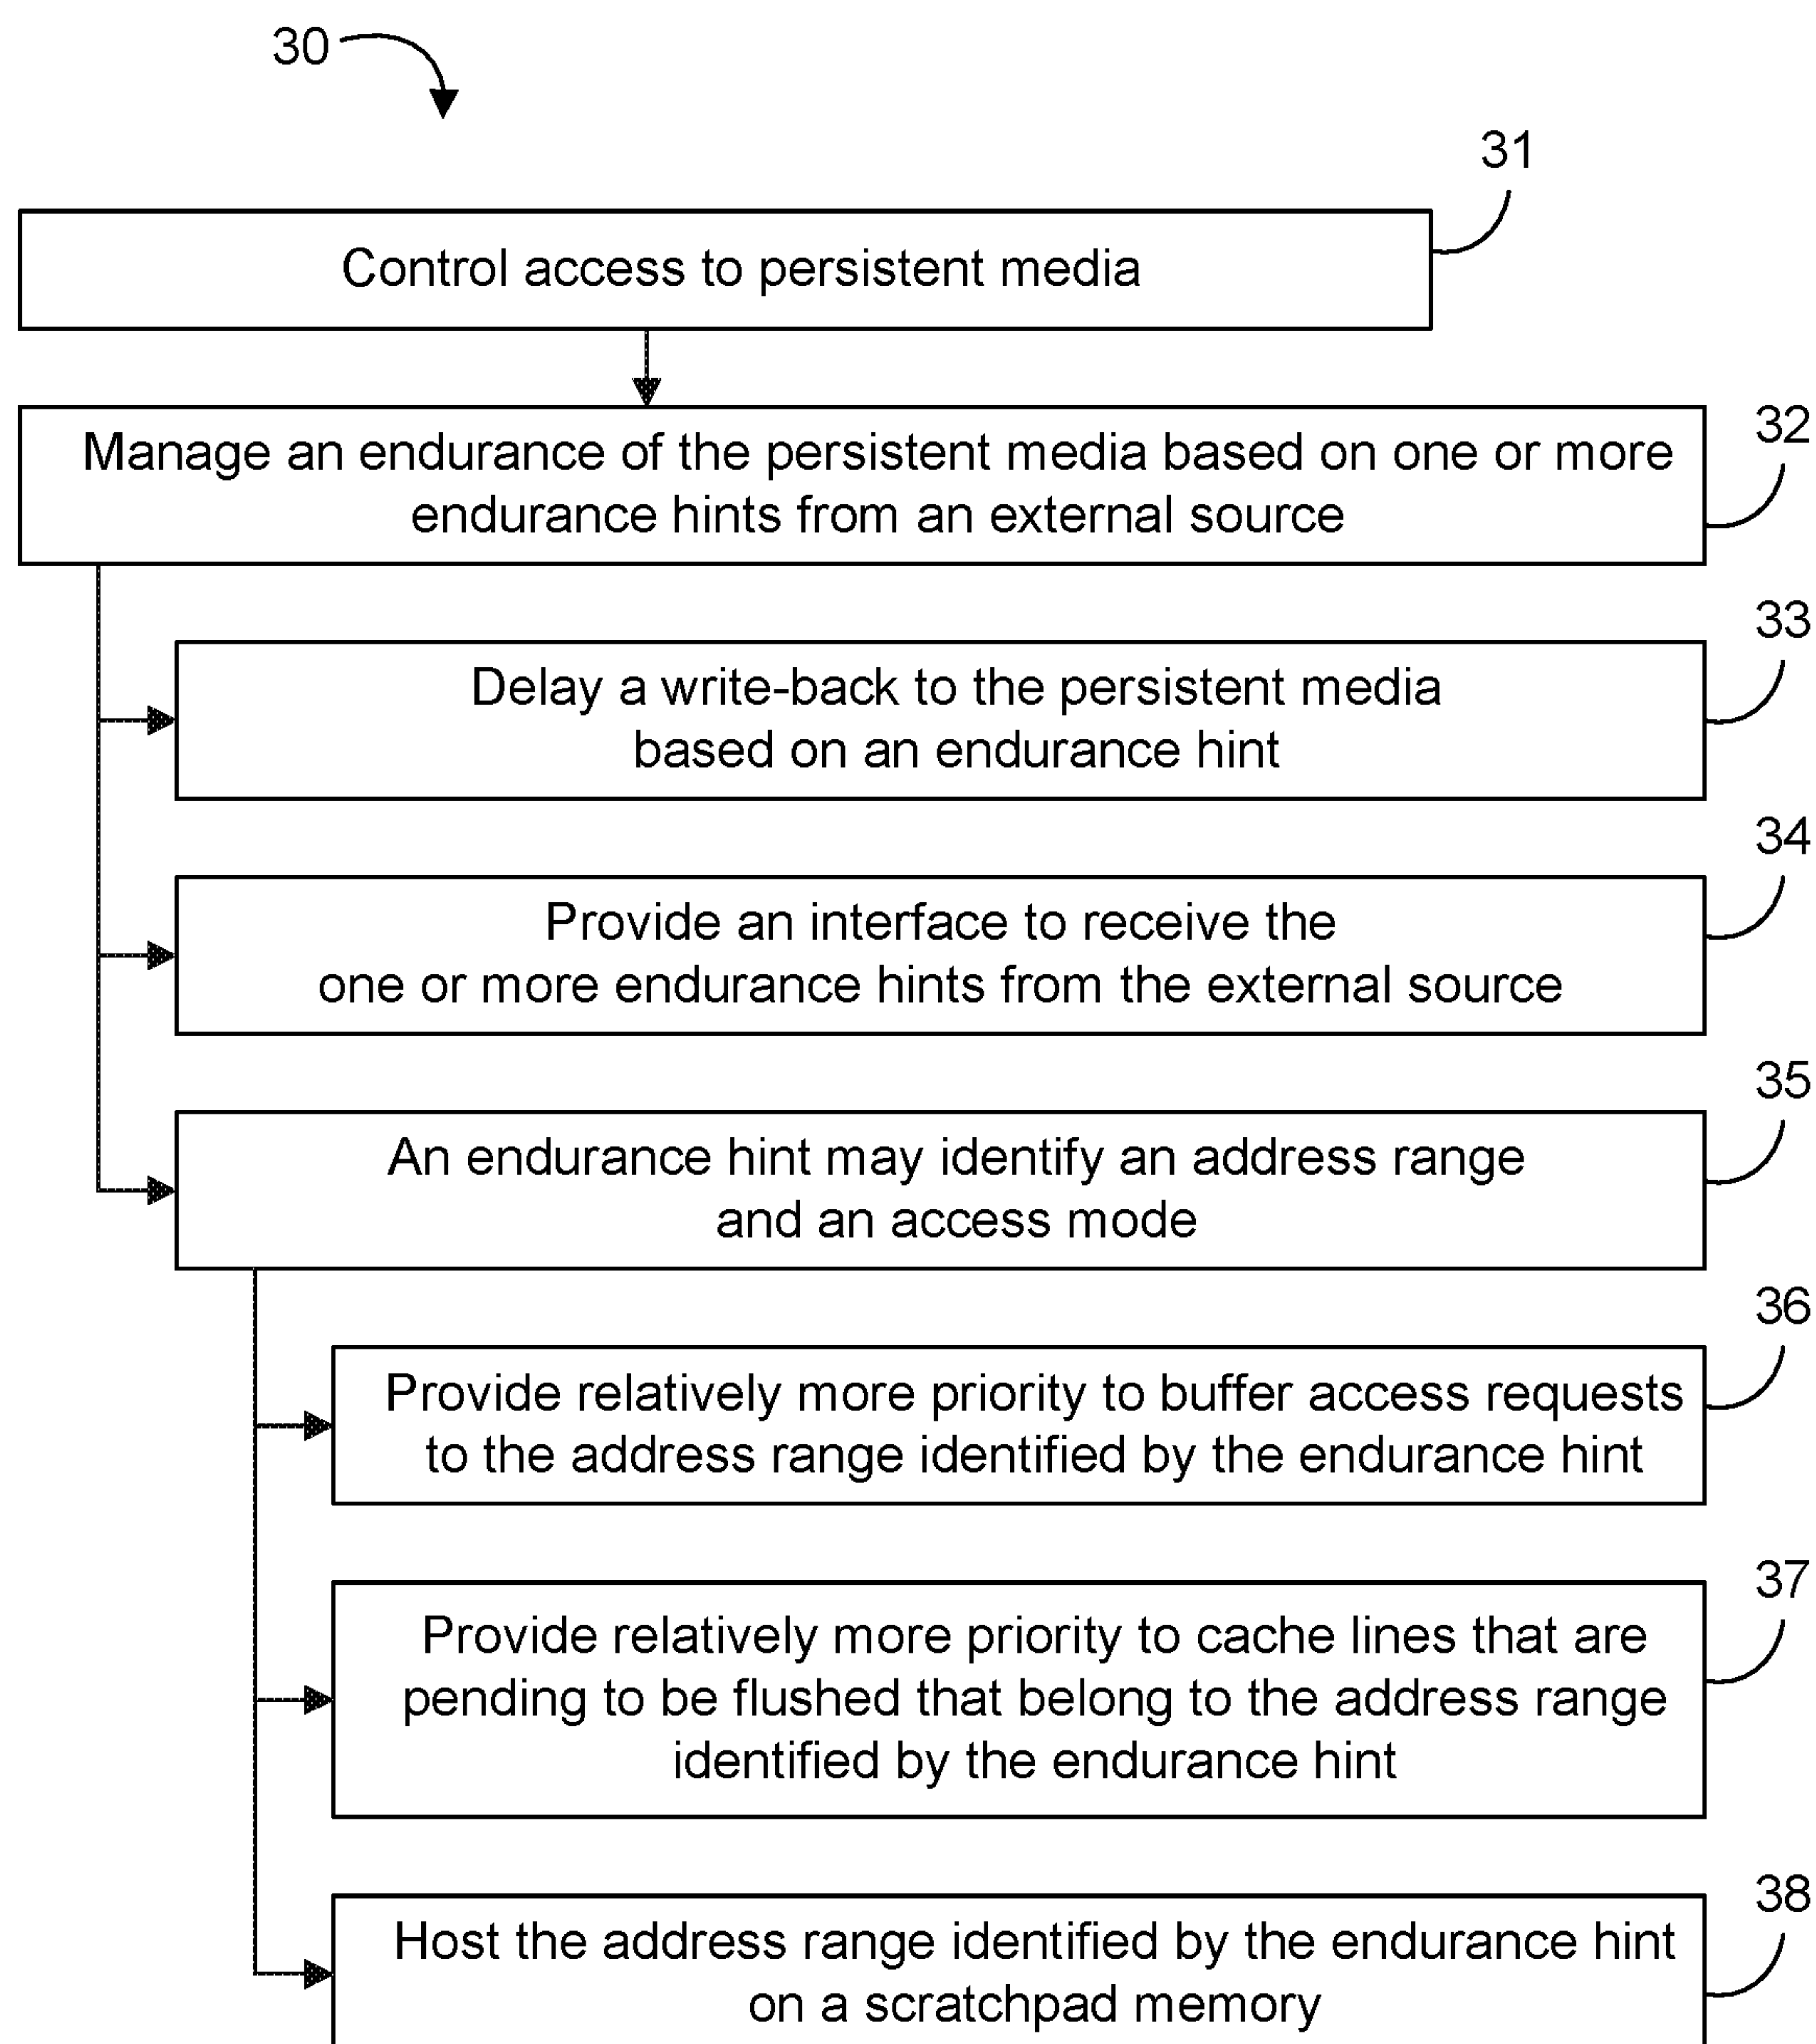 30
31
Control access to persistent media
32
Manage an endurance of the persistent media based on one or more
endurance hints from an external source
33
Delay a write-back to the persistent media
based on an endurance hint
34
Provide an interface to receive the
one or more endurance hints from the external source
35
An endurance hint may identify an address range
and an access mode
36
Provide relatively more priority to buffer access requests
to the address range identified by the endurance hint
37
Provide relatively more priority to cache lines that are
pending to be flushed that belong to the address range
identified by the endurance hint
38
Host the address range identified by the endurance hint
on a scratchpad memory